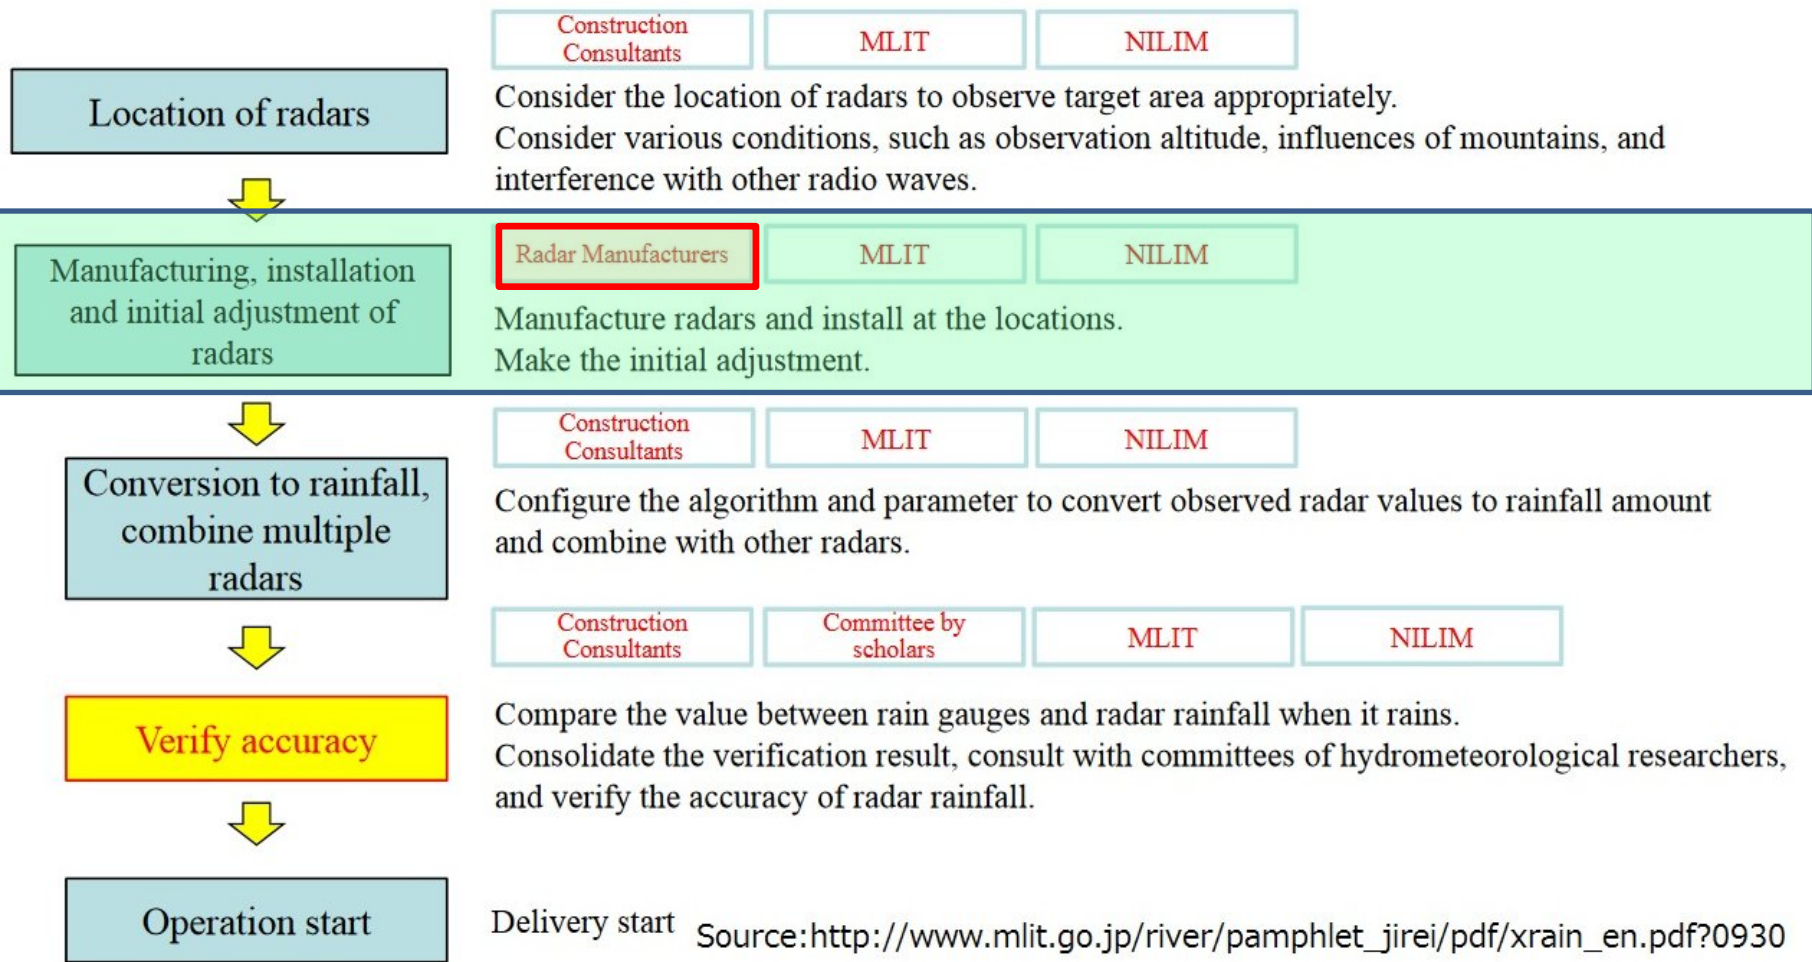 Construction
Consultants
MLIT
NILIM
Location of radars
Consider the location of radars to observe target area appropriately.
Consider various conditions, such as observation altitude, influences of mountains, and
interference with other radio waves.
Radar Manufacturers
MLIT
NILIM
Manufacturing, installation
and initial adjustment of
radars
Manufacture radars and install at the locations.
Make the initial adjustment.
Construction
Consultants
MLIT
NILIM
Conversion to rainfall,
combine multiple
radars
Configure the algorithm and parameter to convert observed radar values to rainfall amount
and combine with other radars.
Construction
Consultants
Committee by
scholars
MLIT
NILIM
Verify accuracy
Compare the value between rain gauges and radar rainfall when it rains.
Consolidate the verification result, consult with committees of hydrometeorological researchers,
and verify the accuracy of radar rainfall.
Operation start
Delivery start
Source:http://www.mlit.go.jp/river/pamphlet_jirei/pdf/xrain_en.pdf?0930